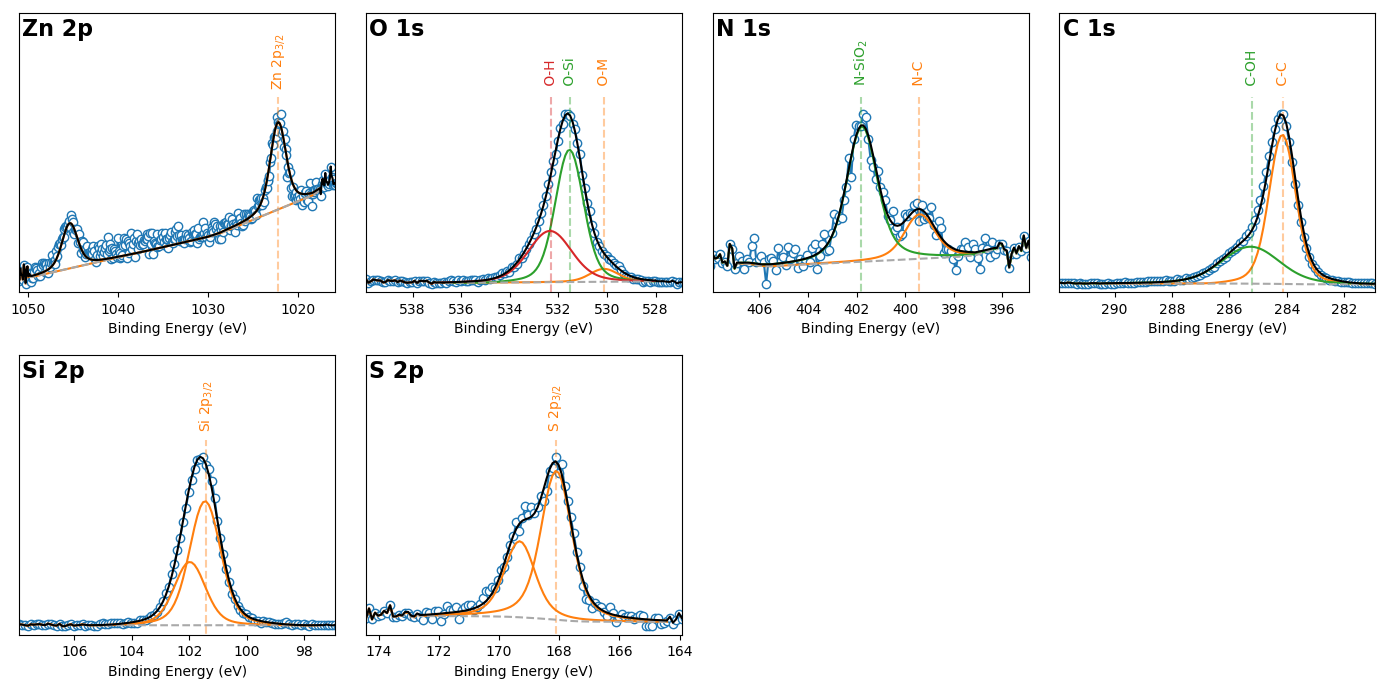 Zn 2p
Zn 2p3/2
1050 1040 1030 1020
Binding Energy (eV)
O 1s
O-H
O-Si
O-M
538 536 534 532 530 528
Binding Energy (eV)
N 1s
N-SiO2
N-C
406 404 402 400 398 396
Binding Energy (eV)
C 1s
C-OH
C-C
290 288 286 284 282
Binding Energy (eV)
Si 2p
Si 2p3/2
106 104 102 100 98
Binding Energy (eV)
S 2p
S 2p3/2
174 172 170 168 166 164
Binding Energy (eV)